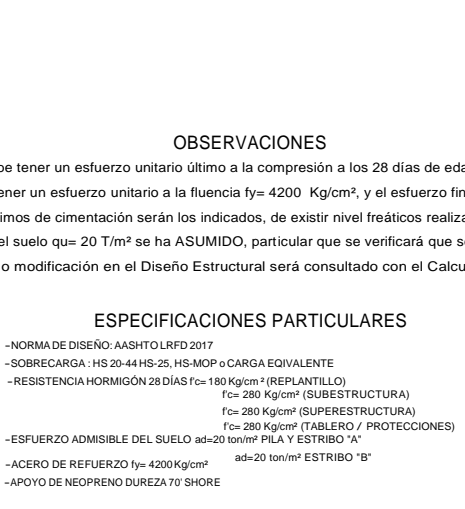 OBSERVACIONES
be tener un esfuerzo unitario último a la compresión a los 28 días de eda
ener un esfuerzo unitario a la fluencia fy= 4200 Kg/cm², y el esfuerzo fin
imos de cimentación serán los indicados, de existir nivel freáticos realiza
el suelo qu= 20 T/m² se ha ASUMIDO, particular que se verificará que se
o modificación en el Diseño Estructural será consultado con el Calcu
ESPECIFICACIONES PARTICULARES
-NORMA DE DISEÑO: AASHTO LRFD 2017
-SOBRECARGA : HS 20-44 HS-25, HS-MOP o CARGA EQIVALENTE
-RESISTENCIA HORMIGÓN 28 DÍAS f'c= 180 Kg/cm² (REPLANTILLO)
f'c= 280 Kg/cm² (SUBESTRUCTURA)
f'c= 280 Kg/cm² (SUPERESTRUCTURA)
f'c= 280 Kg/cm² (TABLERO / PROTECCIONES)
-ESFUERZO ADMISIBLE DEL SUELO ad=20 ton/m² PILA Y ESTRIBO "A"
ad=20 ton/m² ESTRIBO "B"
-ACERO DE REFUERZO fy= 4200 Kg/cm²
-APOYO DE NEOPRENO DUREZA 70' SHORE